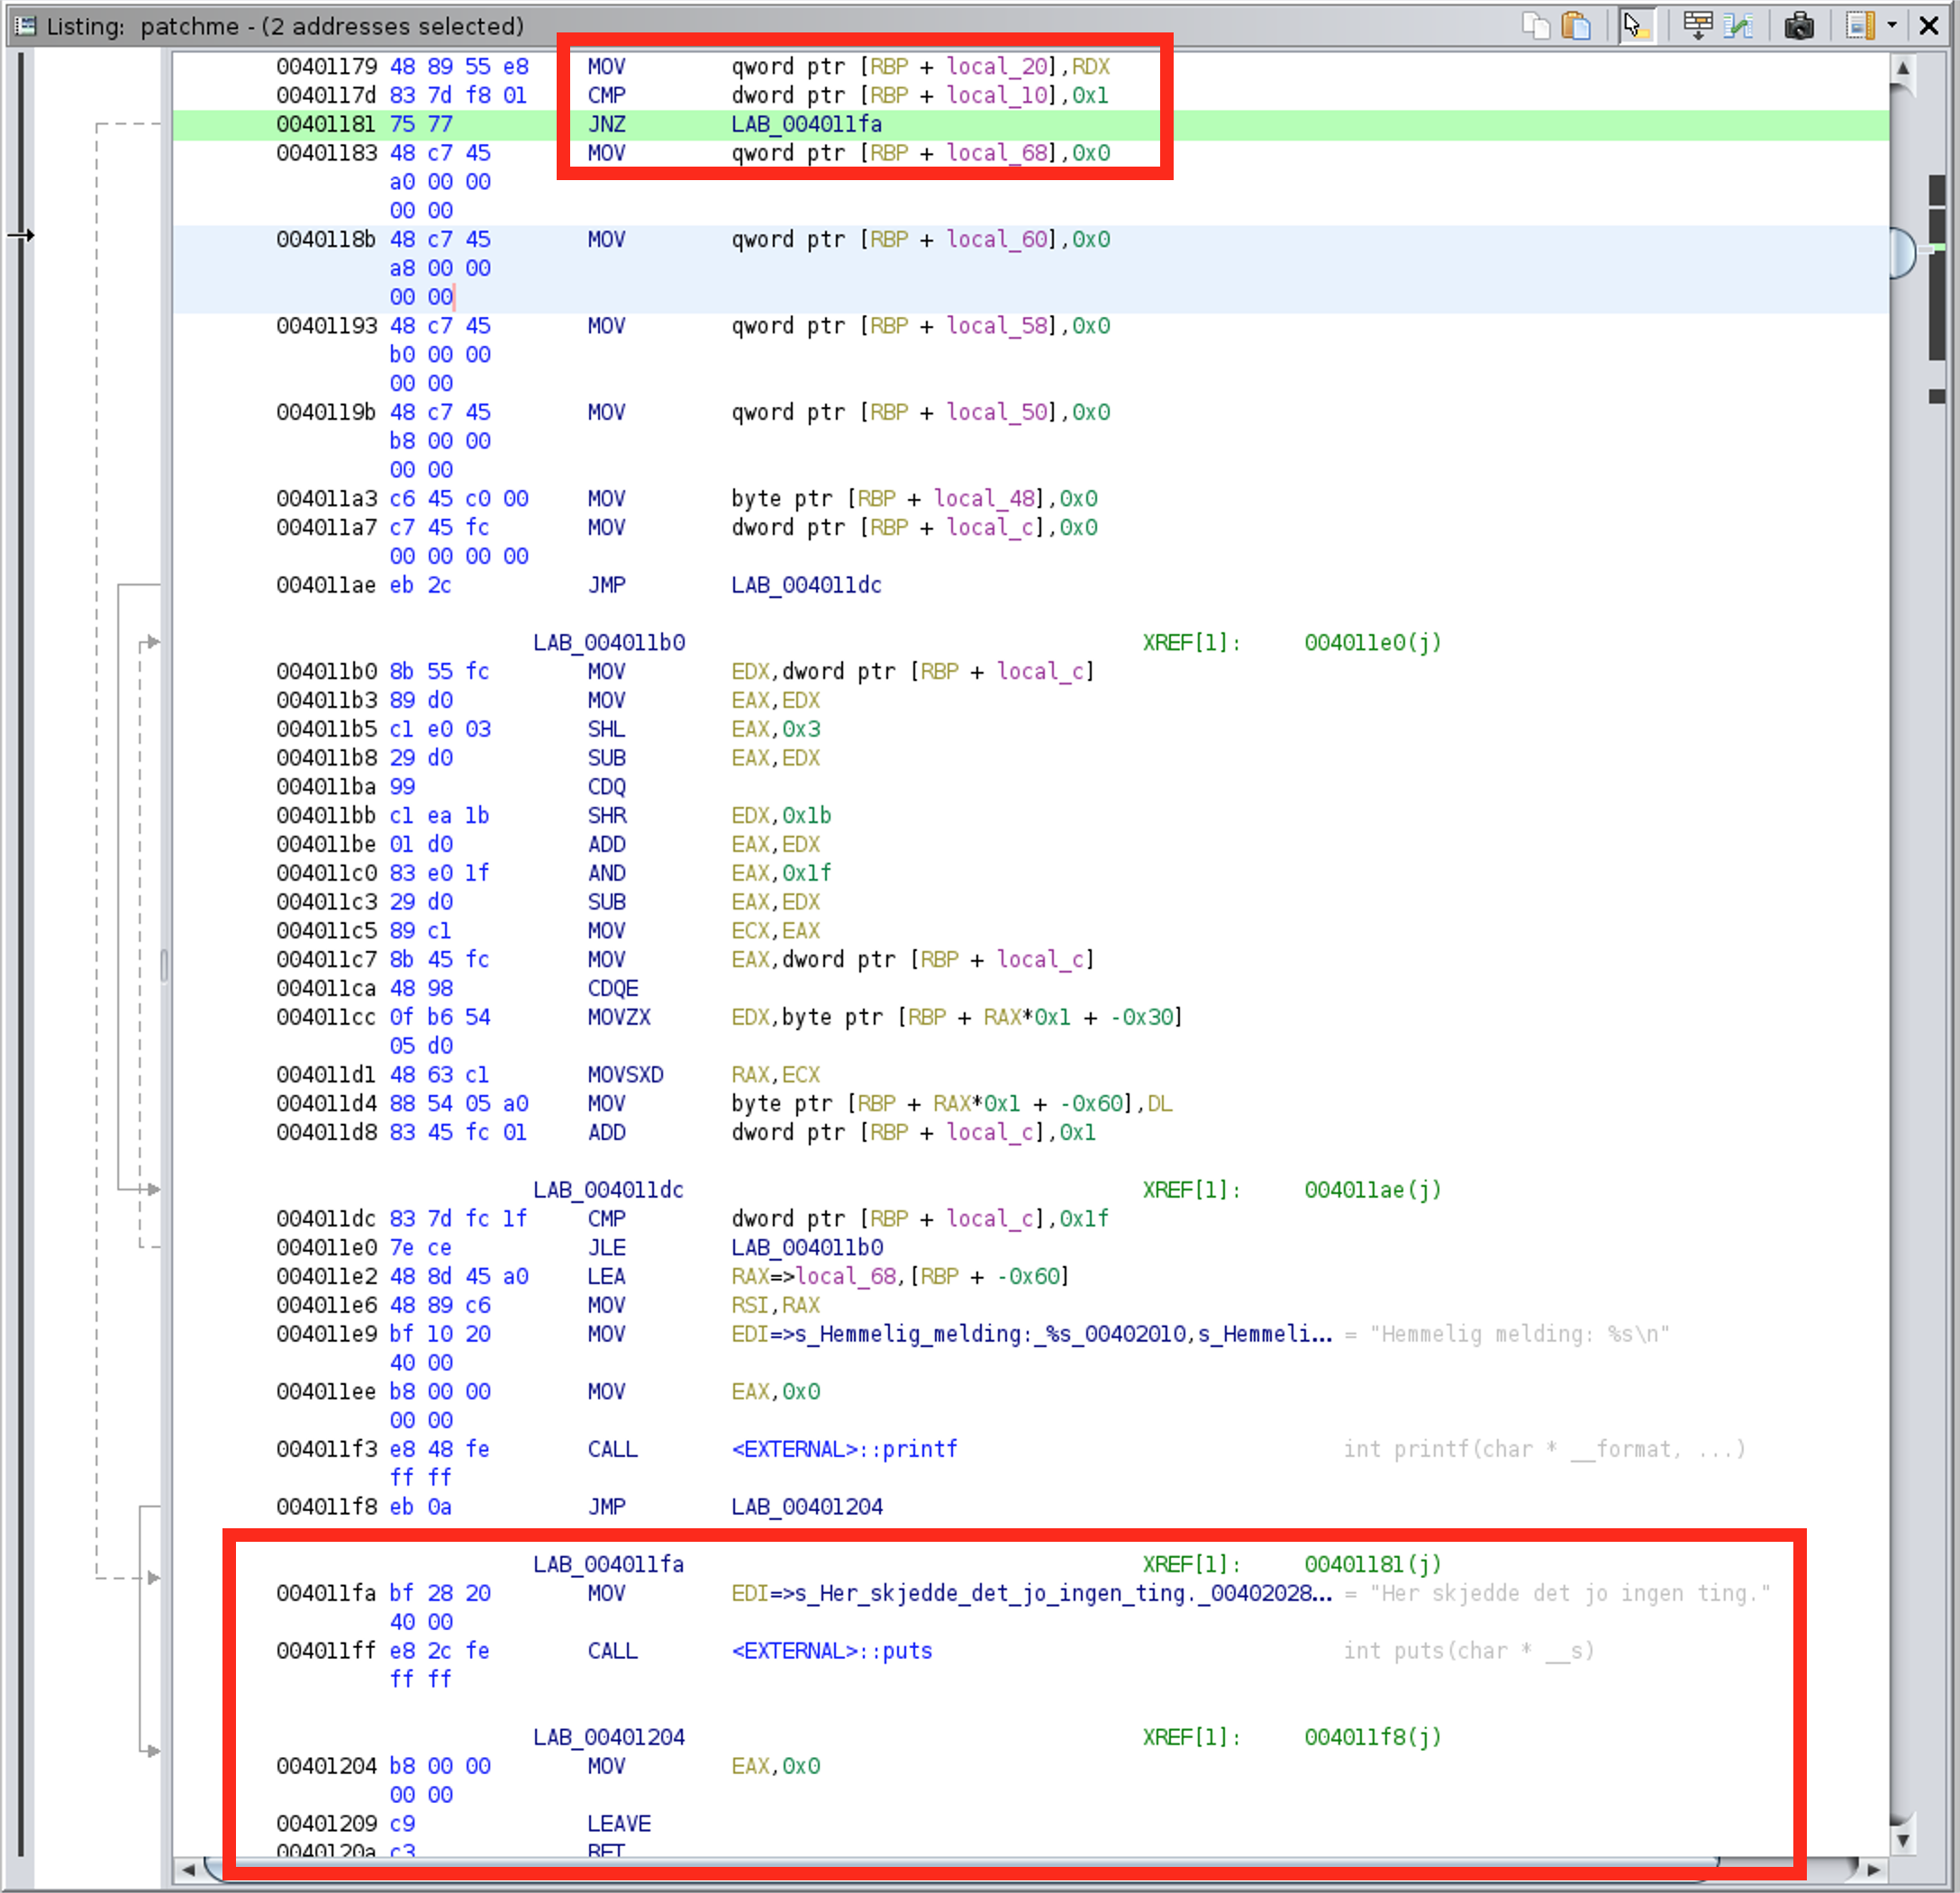 Listing: patchme - (2 addresses selected)
00401179 48 89 55 e8 MOV qword ptr [RBP + local_20],RDX
0040117d 83 7d f8 01 CMP dword ptr [RBP + local_10],0x1
00401181 75 77 JNZ LAB_004011fa
00401183 48 c7 45 MOV qword ptr [RBP + local_68],0x0
a0 00 00
00 00
0040118b 48 c7 45 MOV qword ptr [RBP + local_60],0x0
a8 00 00
00 00
00401193 48 c7 45 MOV qword ptr [RBP + local_58],0x0
b0 00 00
00 00
0040119b 48 c7 45 MOV qword ptr [RBP + local_50],0x0
b8 00 00
00 00
004011a3 c6 45 c0 00 MOV byte ptr [RBP + local_48],0x0
004011a7 c7 45 fc MOV dword ptr [RBP + local_c],0x0
00 00 00 00
004011ae eb 2c JMP LAB_004011dc
LAB_004011b0 XREF[1]: 004011e0(j)
004011b0 8b 55 fc MOV EDX,dword ptr [RBP + local_c]
004011b3 89 d0 MOV EAX,EDX
004011b5 c1 e0 03 SHL EAX,0x3
004011b8 29 d0 SUB EAX,EDX
004011ba 99 CDQ
004011bb c1 ea 1b SHR EDX,0x1b
004011be 01 d0 ADD EAX,EDX
004011c0 83 e0 1f AND EAX,0x1f
004011c3 29 d0 SUB EAX,EDX
004011c5 89 c1 MOV ECX,EAX
004011c7 8b 45 fc MOV EAX,dword ptr [RBP + local_c]
004011ca 48 98 CDQE
004011cc 0f b6 54 MOVZX EDX,byte ptr [RBP + RAX*0x1 + -0x30]
05 d0
004011d1 48 63 c1 MOVSXD RAX,ECX
004011d4 88 54 05 a0 MOV byte ptr [RBP + RAX*0x1 + -0x60],DL
004011d8 83 45 fc 01 ADD dword ptr [RBP + local_c],0x1
LAB_004011dc XREF[1]: 004011ae(j)
004011dc 83 7d fc 1f CMP dword ptr [RBP + local_c],0x1f
004011e0 7e ce JLE LAB_004011b0
004011e2 48 8d 45 a0 LEA RAX=>local_68,[RBP + -0x60]
004011e6 48 89 c6 MOV RSI,RAX
004011e9 bf 10 20 MOV EDI=>s_Hemmelig_melding:_%s_00402010,s_Hemmeli... = "Hemmelig melding: %s\n"
40 00
004011ee b8 00 00 MOV EAX,0x0
00 00
004011f3 e8 48 fe CALL <EXTERNAL>::printf int printf(char * __format, ...)
ff ff
004011f8 eb 0a JMP LAB_00401204
LAB_004011fa XREF[1]: 00401181(j)
004011fa bf 28 20 MOV EDI=>s_Her_skjedde_det_jo_ingen_ting._00402028... = "Her skjedde det jo ingen ting."
40 00
004011ff e8 2c fe CALL <EXTERNAL>::puts int puts(char * __s)
ff ff
LAB_00401204 XREF[1]: 004011f8(j)
00401204 b8 00 00 MOV EAX,0x0
00 00
00401209 c9 LEAVE
0040120a c3 RET